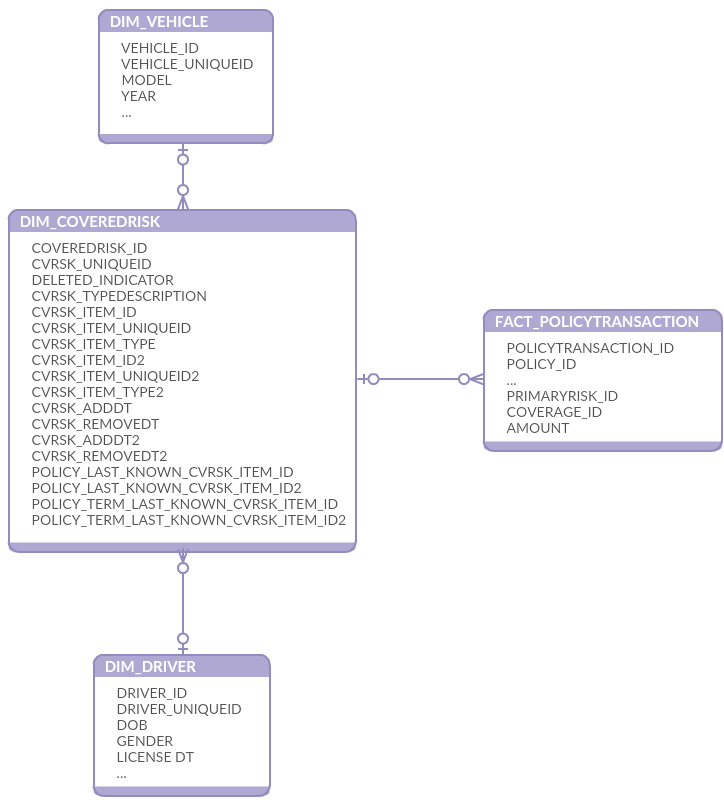 DIM_VEHICLE
VEHICLE_ID
VEHICLE_UNIQUEID
MODEL
YEAR
...
DIM_COVEREDRISK
COVEREDRISK_ID
CVRSK_UNIQUEID
DELETED_INDICATOR
CVRSK_TYPEDESCRIPTION
CVRSK_ITEM_ID
CVRSK_ITEM_UNIQUEID
CVRSK_ITEM_TYPE
CVRSK_ITEM_ID2
CVRSK_ITEM_UNIQUEID2
CVRSK_ITEM_TYPE2
CVRSK_ADDDT
CVRSK_REMOVEDT
CVRSK_ADDDT2
CVRSK_REMOVEDT2
POLICY_LAST_KNOWN_CVRSK_ITEM_ID
POLICY_LAST_KNOWN_CVRSK_ITEM_ID2
POLICY_TERM_LAST_KNOWN_CVRSK_ITEM_ID
POLICY_TERM_LAST_KNOWN_CVRSK_ITEM_ID2
FACT_POLICYTRANSACTION
POLICYTRANSACTION_ID
POLICY_ID
...
PRIMARYRISK_ID
COVERAGE_ID
AMOUNT
DIM_DRIVER
DRIVER_ID
DRIVER_UNIQUEID
DOB
GENDER
LICENSE DT
...